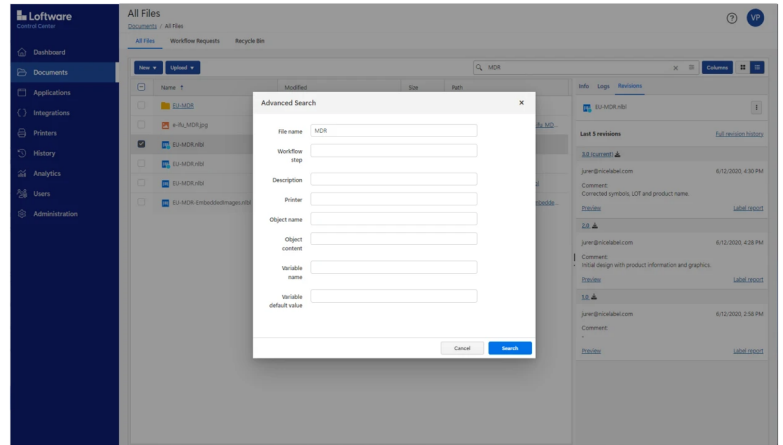 Loftware
Control Center
All Files
Documents / All Files
VP
All Files Workflow Requests Recycle Bin
Dashboard
Documents
Applications
Integrations
Printers
History
Analytics
Users
Administration
New Upload
MDR
Columns
Name Modified Size Path
EU-MDR
EU-MDR.nlbl
EU-MDR.nlbl
EU-MDR.nlbl
EU-MDR-EmbeddedImages.nlbl
Advanced Search
File name MDR
Workflow
step
Description
Printer
Object name
Object
content
Variable
name
Variable
default value
Cancel Search
Info Logs Revisions
EU-MDR.nlbl
Last 5 revisions Full revision history
3.0 (current)
jurer@nicelabel.com 6/12/2020, 4:30 PM
Comment:
Corrected symbols, LOT and product name.
Preview Label report
2.0
jurer@nicelabel.com 6/12/2020, 4:28 PM
Comment:
Initial design with product information and graphics.
Preview Label report
1.0
jurer@nicelabel.com 6/12/2020, 2:58 PM
Comment:
-
Preview Label report